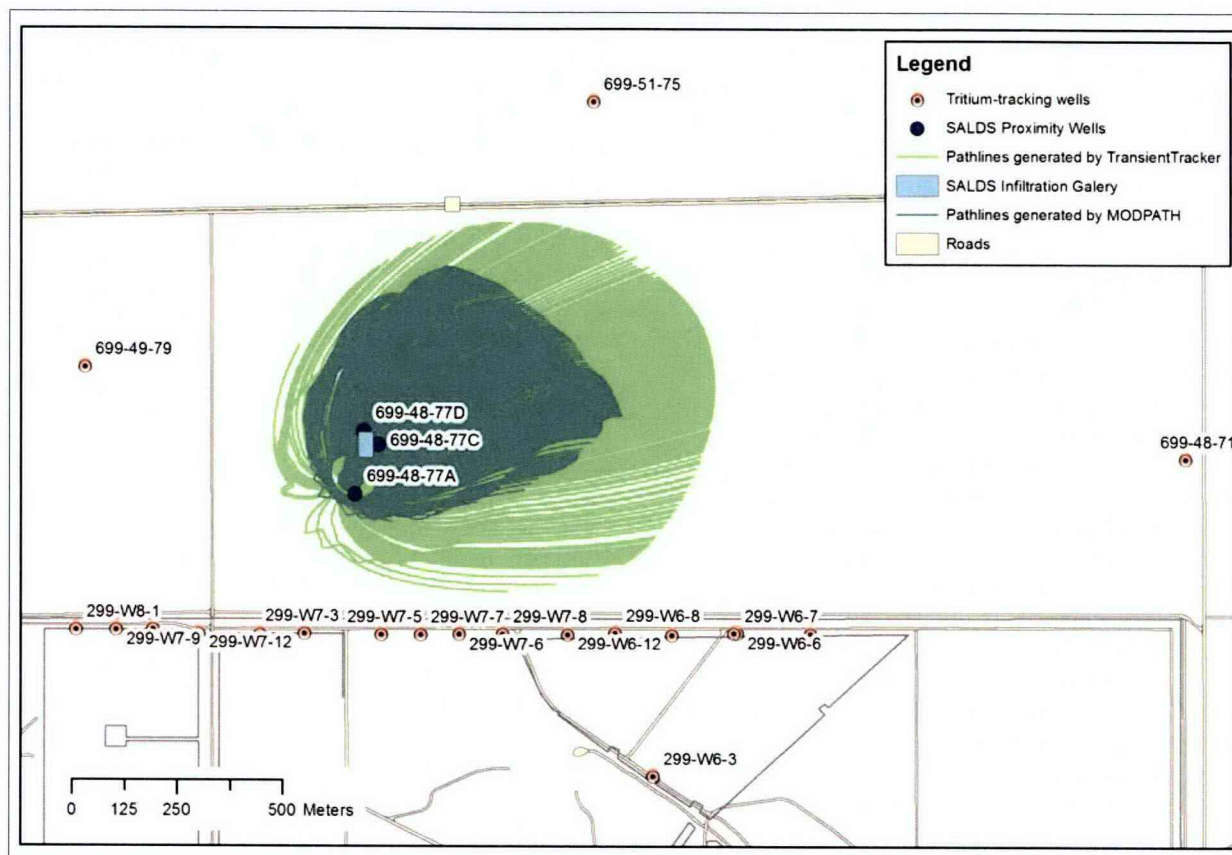 699-51-75
Legend
Tritium-tracking wells
SALDS Proximity Wells
Pathlines generated by TransientTracker
SALDS Infiltration Galery
Pathlines generated by MODPATH
Roads
699-49-79
699-48-77D
699-48-77C
699-48-77A
699-48-71
299-W8-1
299-W7-3
299-W7-5
299-W7-7
299-W7-8
299-W6-8
299-W6-7
299-W7-9
299-W7-12
299-W7-6
299-W6-12
299-W6-6
299-W6-3
0 125 250 500 Meters